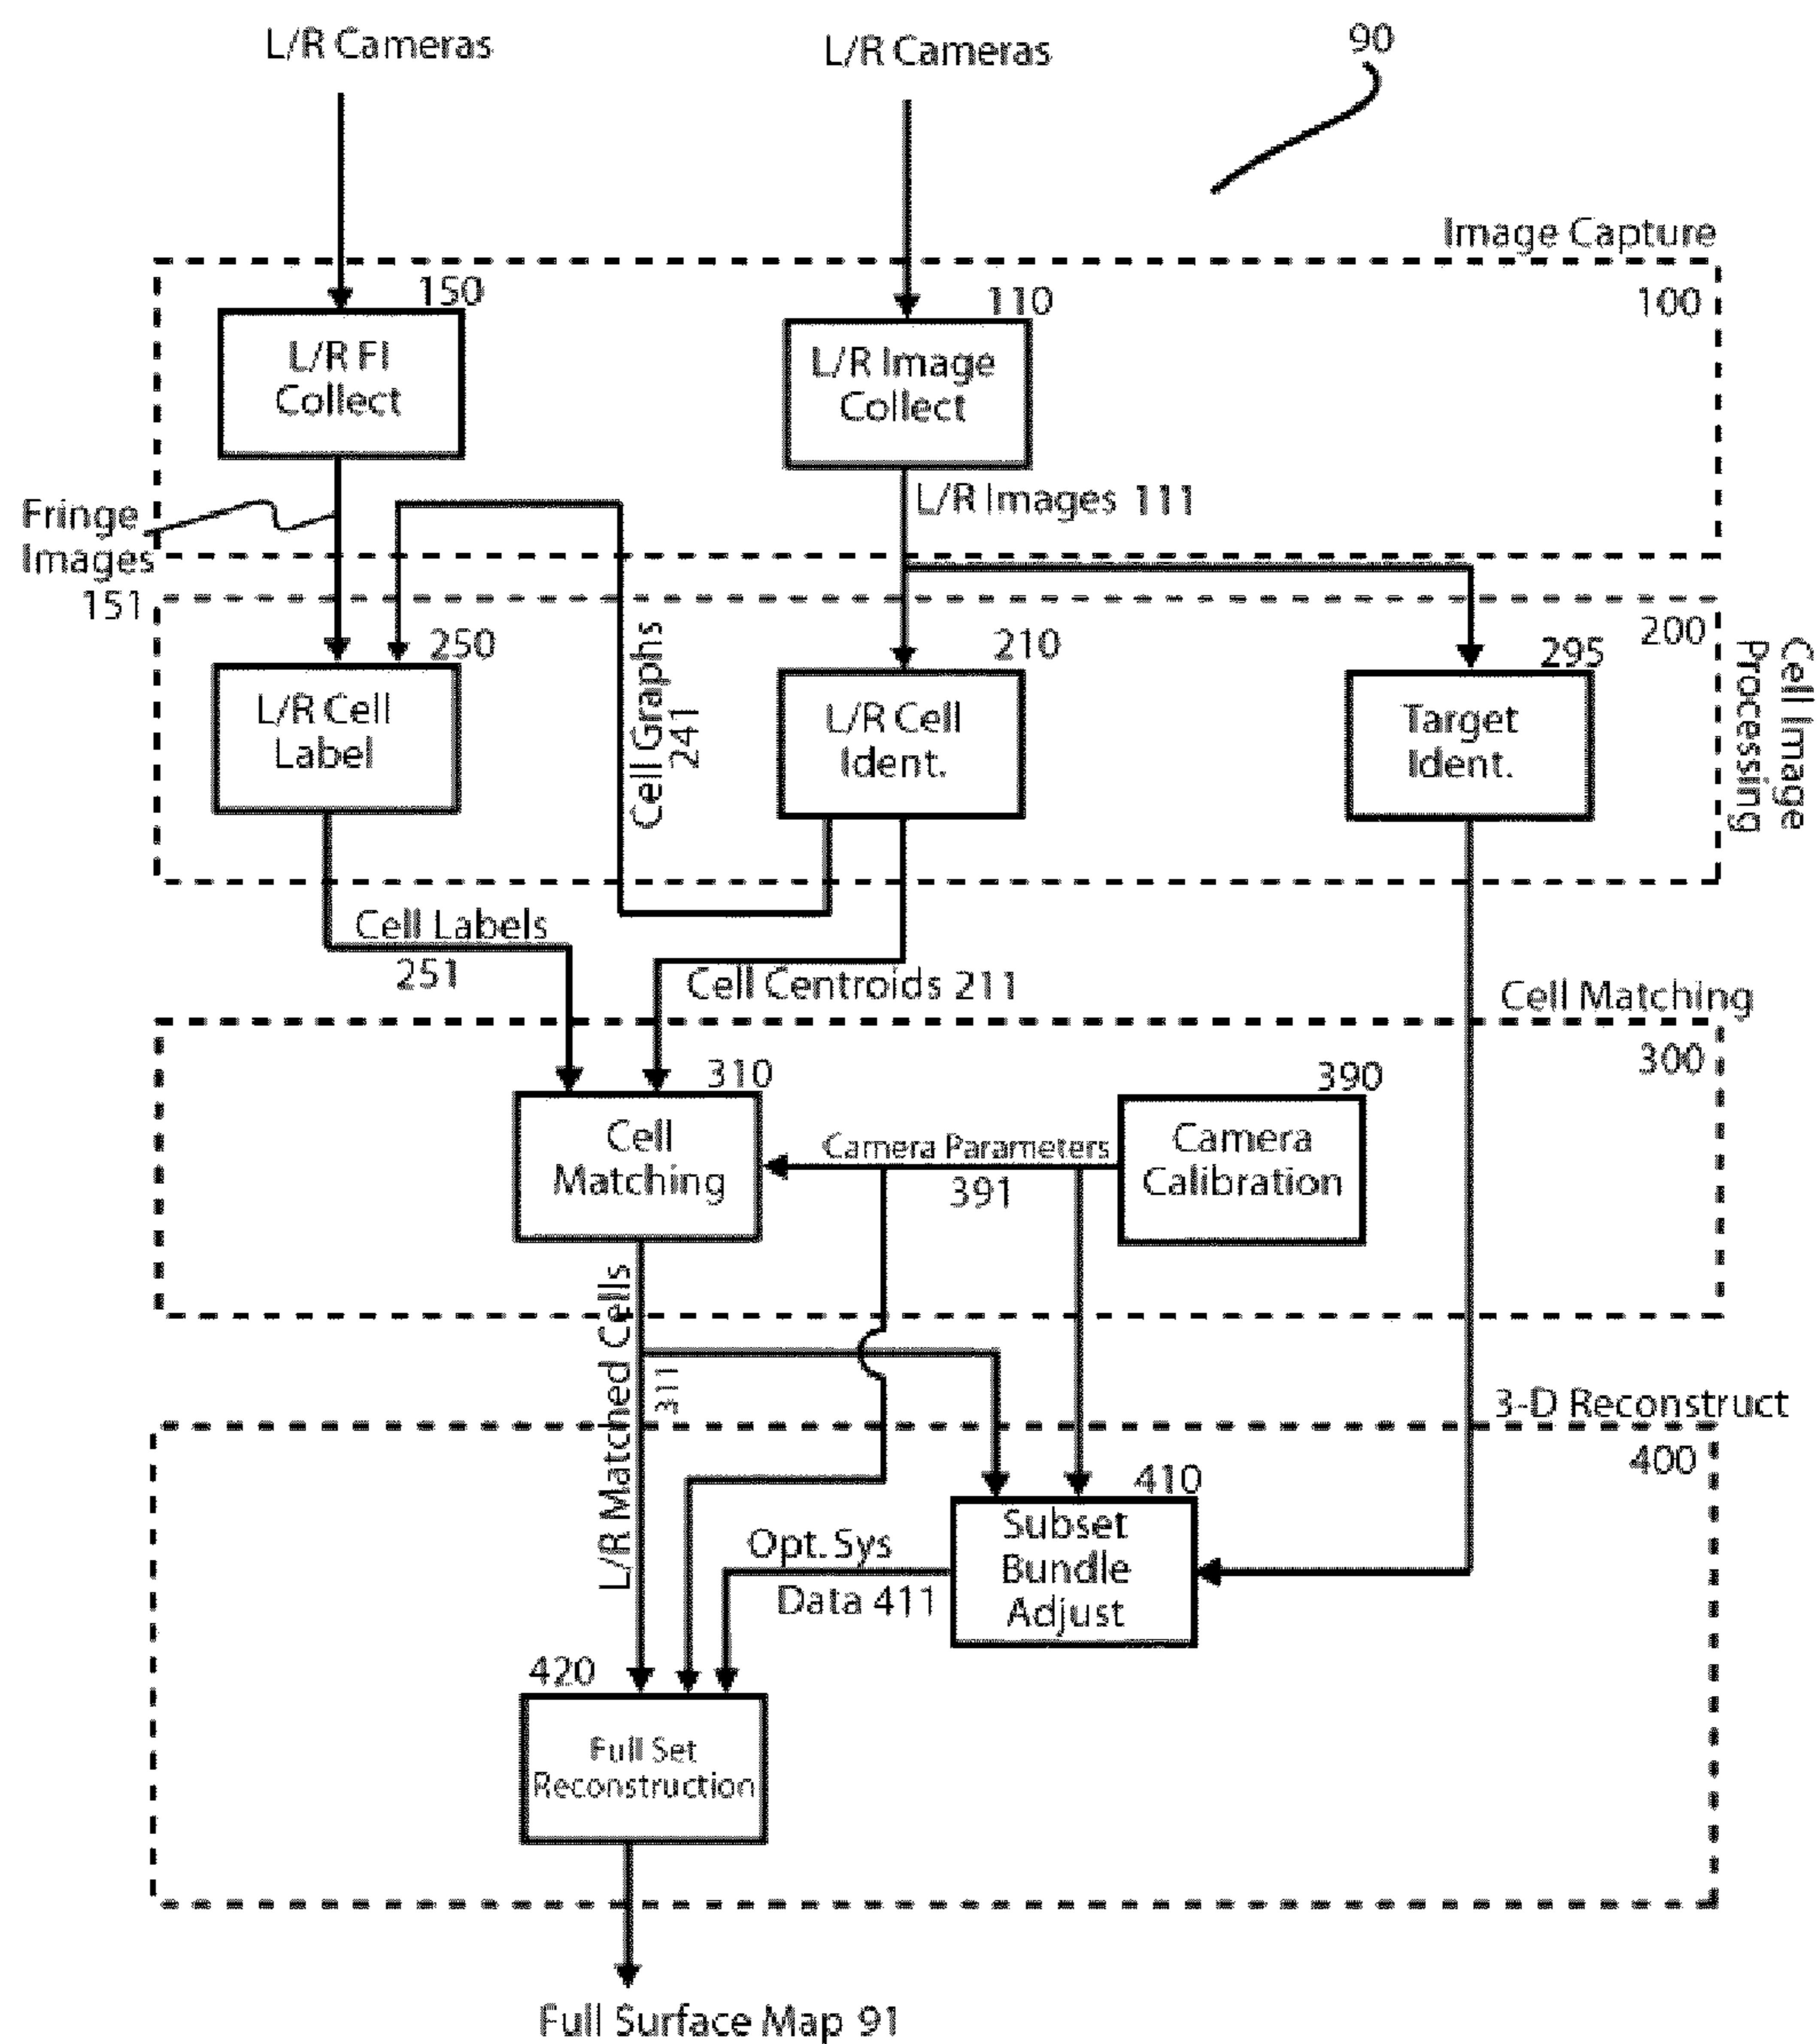 L/R Cameras
L/R Cameras
90
Image Capture
100
150
L/R FI
Collect
110
L/R Image
Collect
Fringe
Images
151
L/R Images 111
200
Cell Image
Processing
250
L/R Cell
Label
Cell Graphs
241
210
L/R Cell
Ident.
295
Target
Ident.
Cell Labels
251
Cell Centroids 211
Cell Matching
300
310
Cell
Matching
Camera Parameters
391
390
Camera
Calibration
L/R Matched Cells
311
3-D Reconstruct
400
410
Subset
Bundle
Adjust
Opt. Sys
Data 411
420
Full Set
Reconstruction
Full Surface Map 91